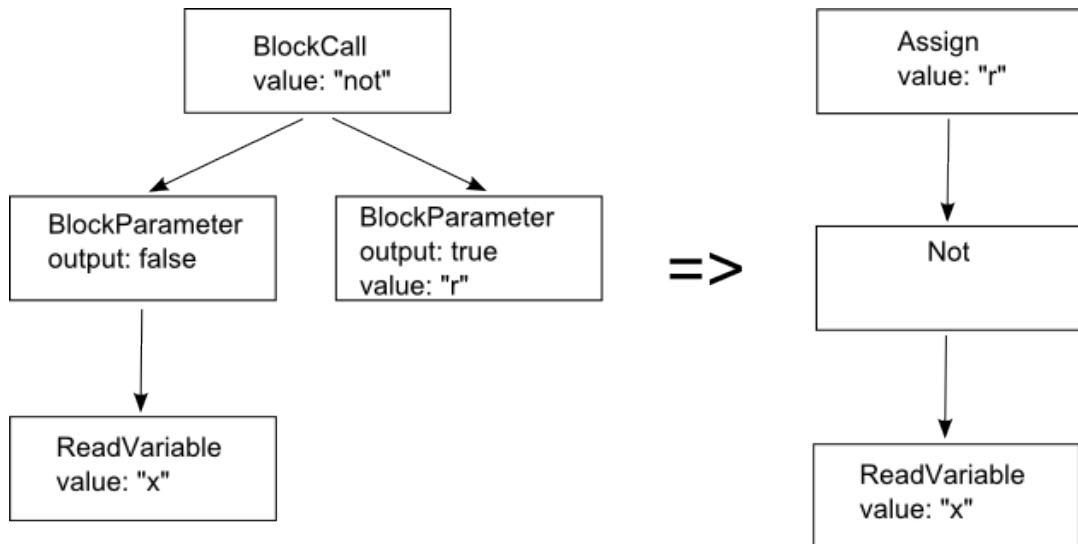 BlockCall
value: "not"
BlockParameter
output: false
BlockParameter
output: true
value: "r"
ReadVariable
value: "x"
=>
Assign
value: "r"
Not
ReadVariable
value: "x"